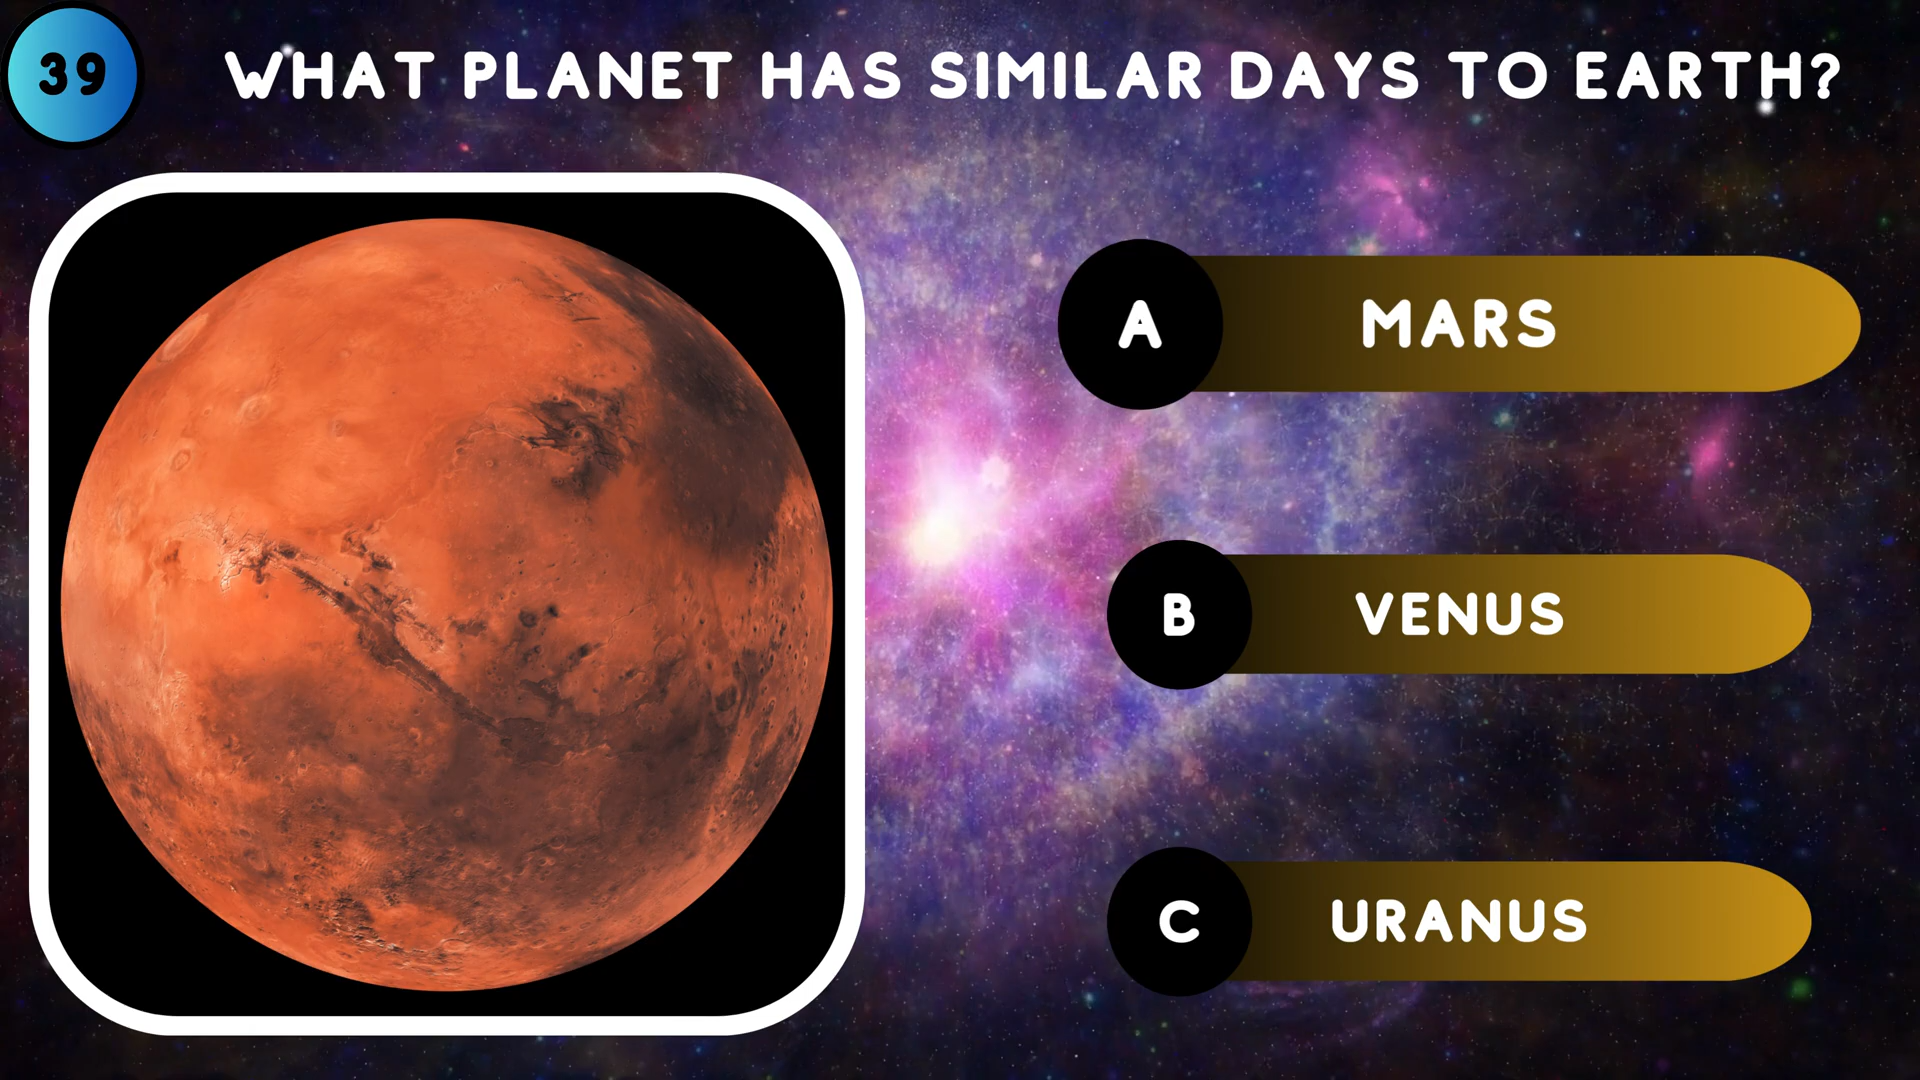 39
WHAT PLANET HAS SIMILAR DAYS TO EARTH?
A MARS
B VENUS
C URANUS